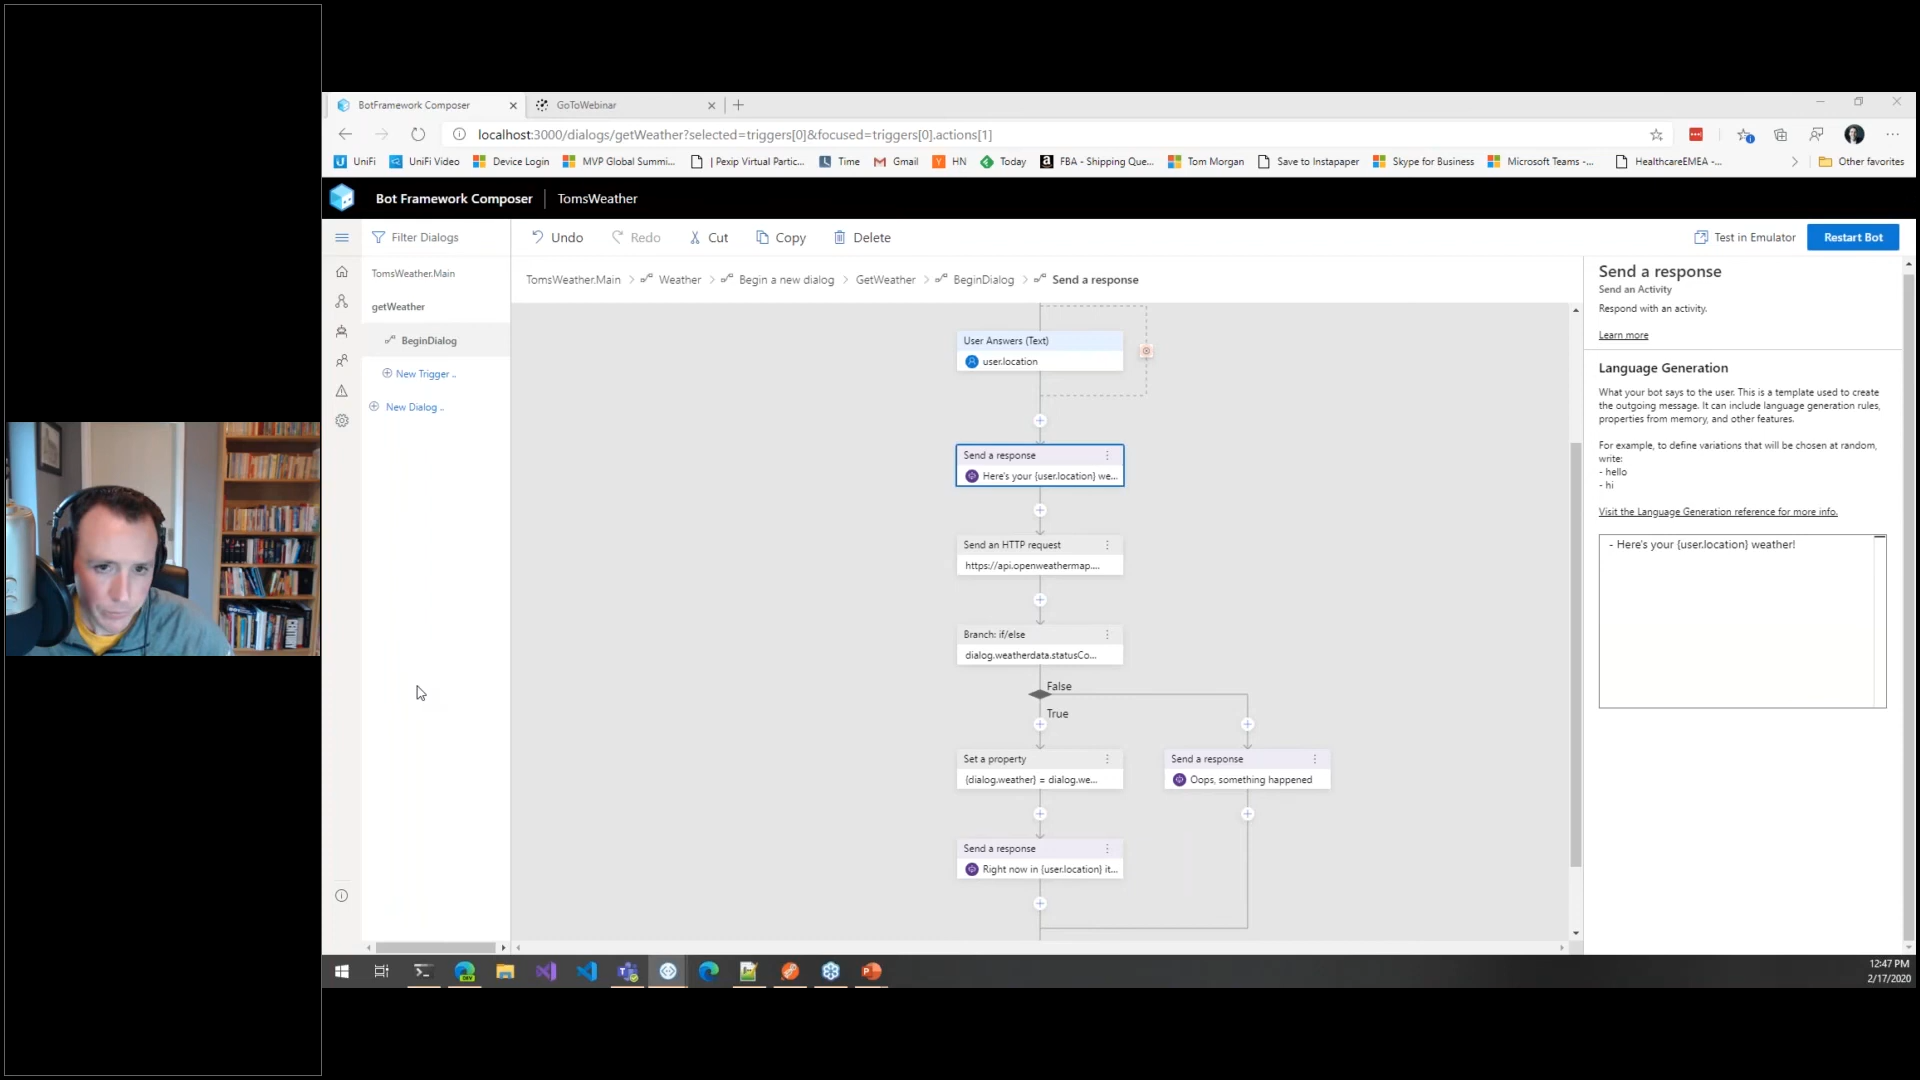 BotFramework Composer
GoToWebinar
localhost:3000/dialogs/getWeather?selected=triggers[0]&focused=triggers[0].actions[1]
UniFi
UniFi Video
Device Login
MVP Global Summi...
| Pexip Virtual Partic...
Time
Gmail
HN
Today
FBA - Shipping Que...
Tom Morgan
Save to Instapaper
Skype for Business
Microsoft Teams -...
HealthcareEMEA -...
Other favorites
Bot Framework Composer
TomsWeather
Filter Dialogs
Undo
Redo
Cut
Copy
Delete
Test in Emulator
Restart Bot
TomsWeather.Main
getWeather
BeginDialog
New Trigger ..
New Dialog ..
TomsWeather.Main > Weather > Begin a new dialog > GetWeather > BeginDialog > Send a response
User Answers (Text)
user.location
Send a response
Here's your {user.location} we...
Send an HTTP request
https://api.openweathermap....
Branch: if/else
dialog.weatherdata.statusCo...
False
True
Set a property
{dialog.weather} = dialog.we...
Send a response
Oops, something happened
Send a response
Right now in {user.location} it...
Send a response
Send an Activity
Respond with an activity.
Learn more
Language Generation
What your bot says to the user. This is a template used to create
the outgoing message. It can include language generation rules,
properties from memory, and other features.
For example, to define variations that will be chosen at random,
write:
- hello
- hi
Visit the Language Generation reference for more info.
- Here's your {user.location} weather!
12:47 PM
2/17/2020